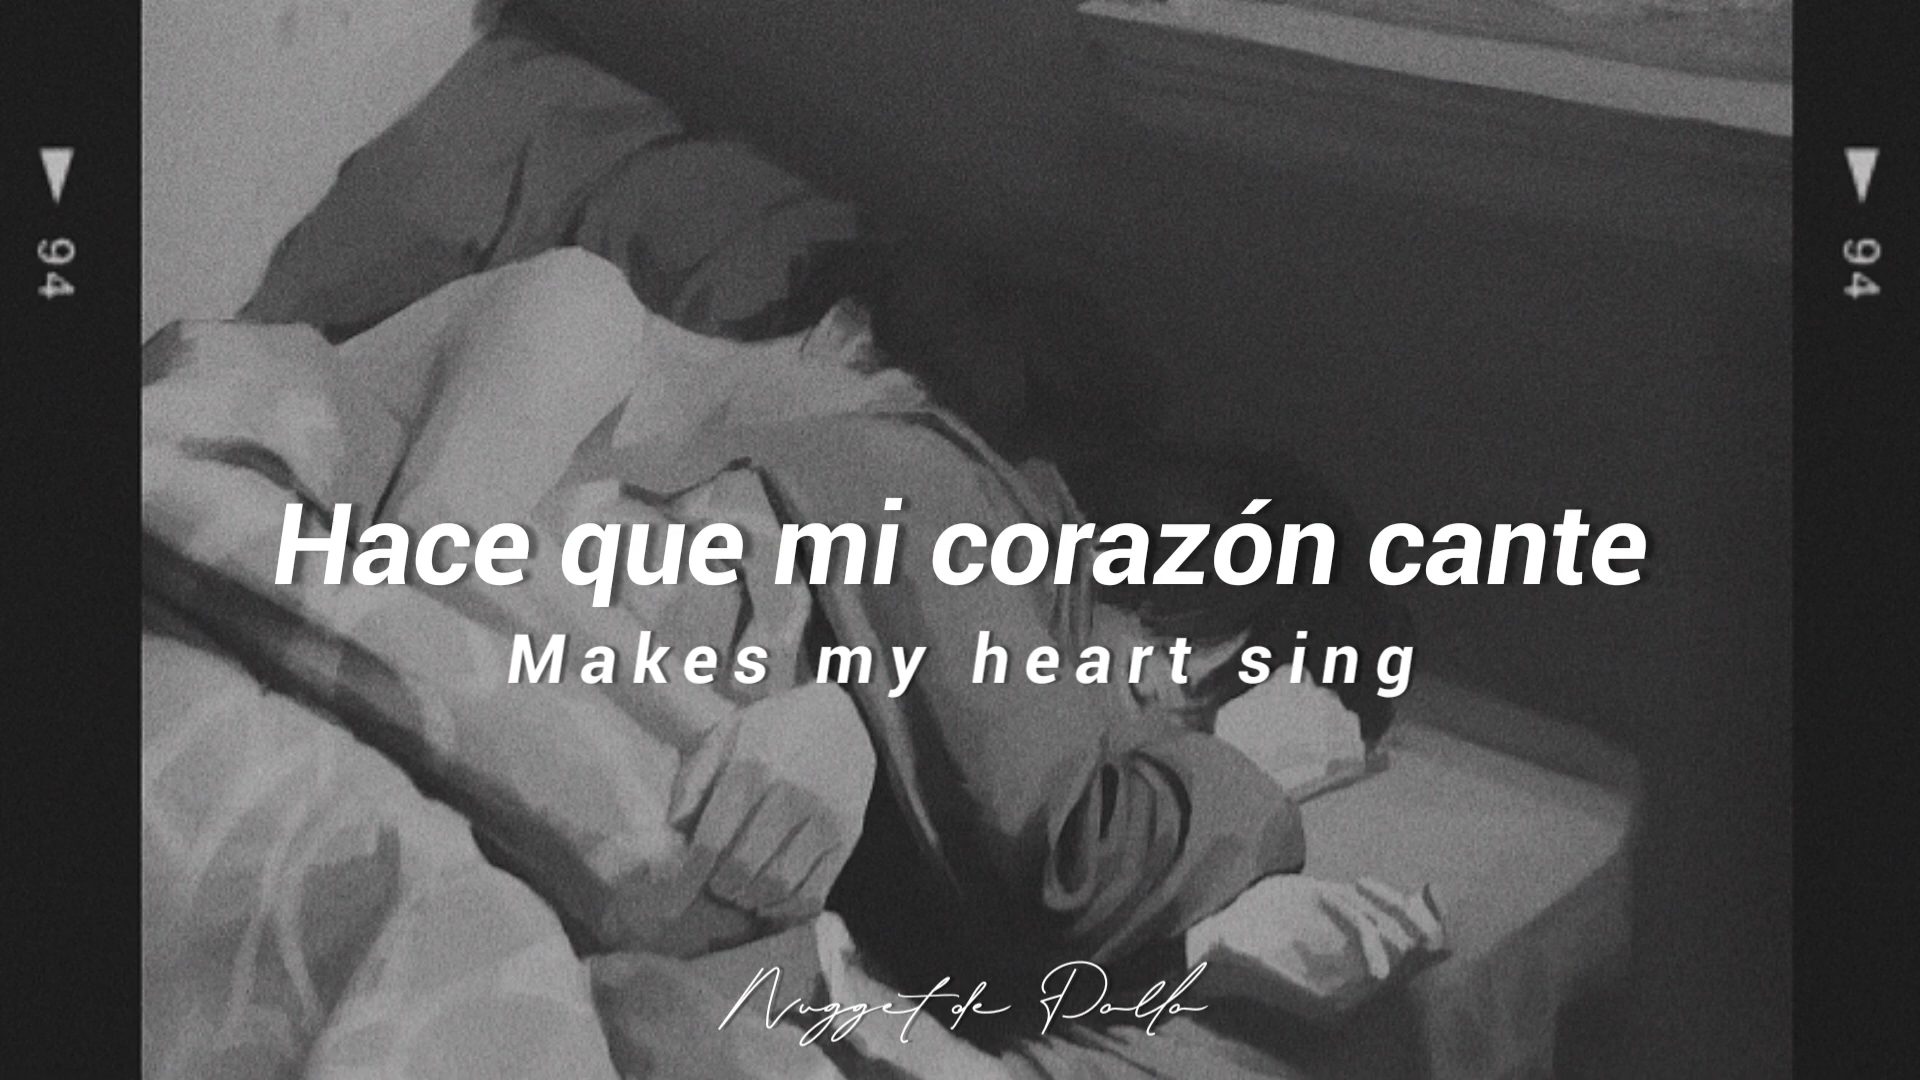 94
94
Hace que mi corazón cante
Makes my heart sing
Nugget de Pollo